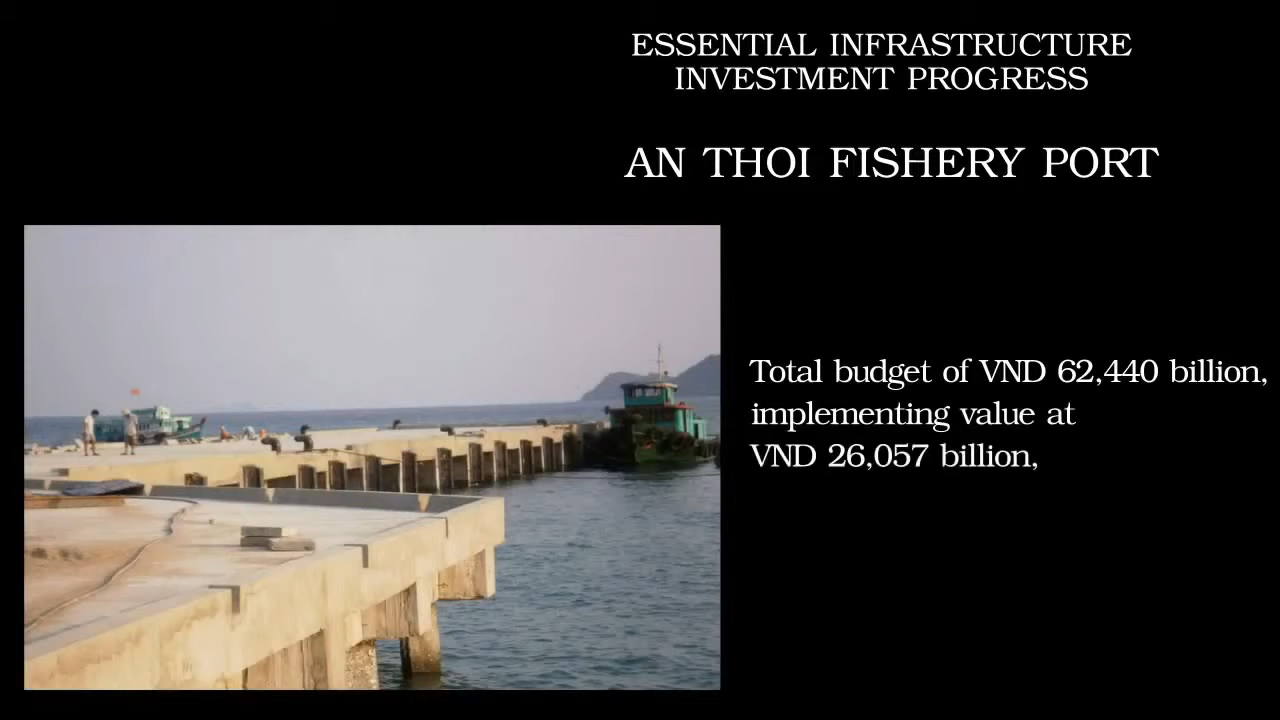 ESSENTIAL INFRASTRUCTURE
INVESTMENT PROGRESS
AN THOI FISHERY PORT
Total budget of VND 62,440 billion,
implementing value at
VND 26,057 billion,